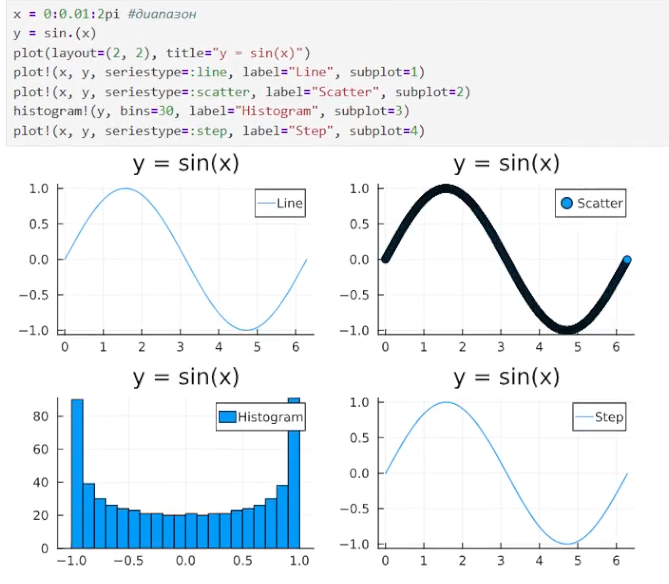 x = 0:0.01:2pi #диапазон
y = sin.(x)
plot(layout=(2, 2), title="y = sin(x)")
plot!(x, y, seriestype=:line, label="Line", subplot=1)
plot!(x, y, seriestype=:scatter, label="Scatter", subplot=2)
histogram!(y, bins=30, label="Histogram", subplot=3)
plot!(x, y, seriestype=:step, label="Step", subplot=4)
y = sin(x)
1.0
0.5
0.0
−0.5
−1.0
0 1 2 3 4 5 6
Line
y = sin(x)
1.0
0.5
0.0
−0.5
−1.0
0 1 2 3 4 5 6
Scatter
y = sin(x)
80
60
40
20
0
−1.0 −0.5 0.0 0.5 1.0
Histogram
y = sin(x)
1.0
0.5
0.0
−0.5
−1.0
0 1 2 3 4 5 6
Step